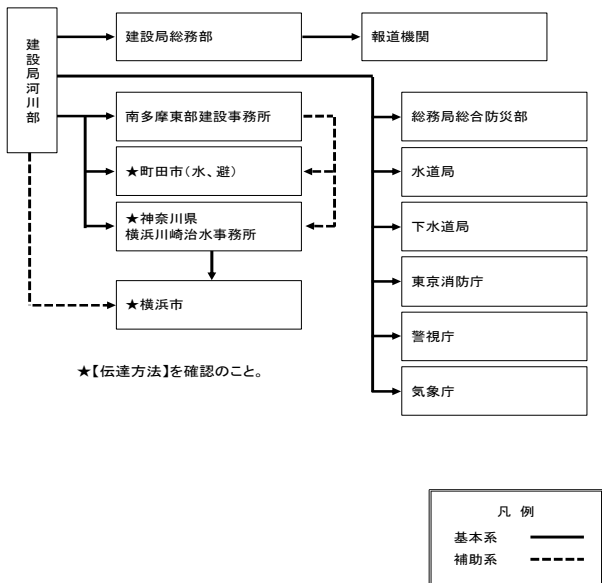 建設局河川部
建設局総務部
報道機関
南多摩東部建設事務所
★町田市(水、避)
★神奈川県
横浜川崎治水事務所
★横浜市
総務局総合防災部
水道局
下水道局
東京消防庁
警視庁
気象庁
★【伝達方法】を確認のこと。
凡 例
基本系
補助系